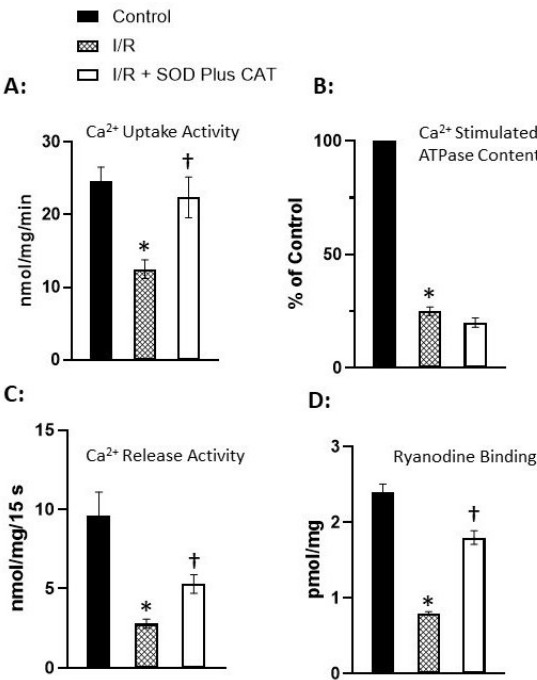 Control
I/R
I/R + SOD Plus CAT
A:
Ca²⁺ Uptake Activity
nmol/mg/min
30
20
10
0
*
†
B:
Ca²⁺ Stimulated
ATPase Content
% of Control
100
50
0
*
C:
Ca²⁺ Release Activity
nmol/mg/15 s
15
10
5
0
*
†
D:
Ryanodine Binding
pmol/mg
3
2
1
0
*
†